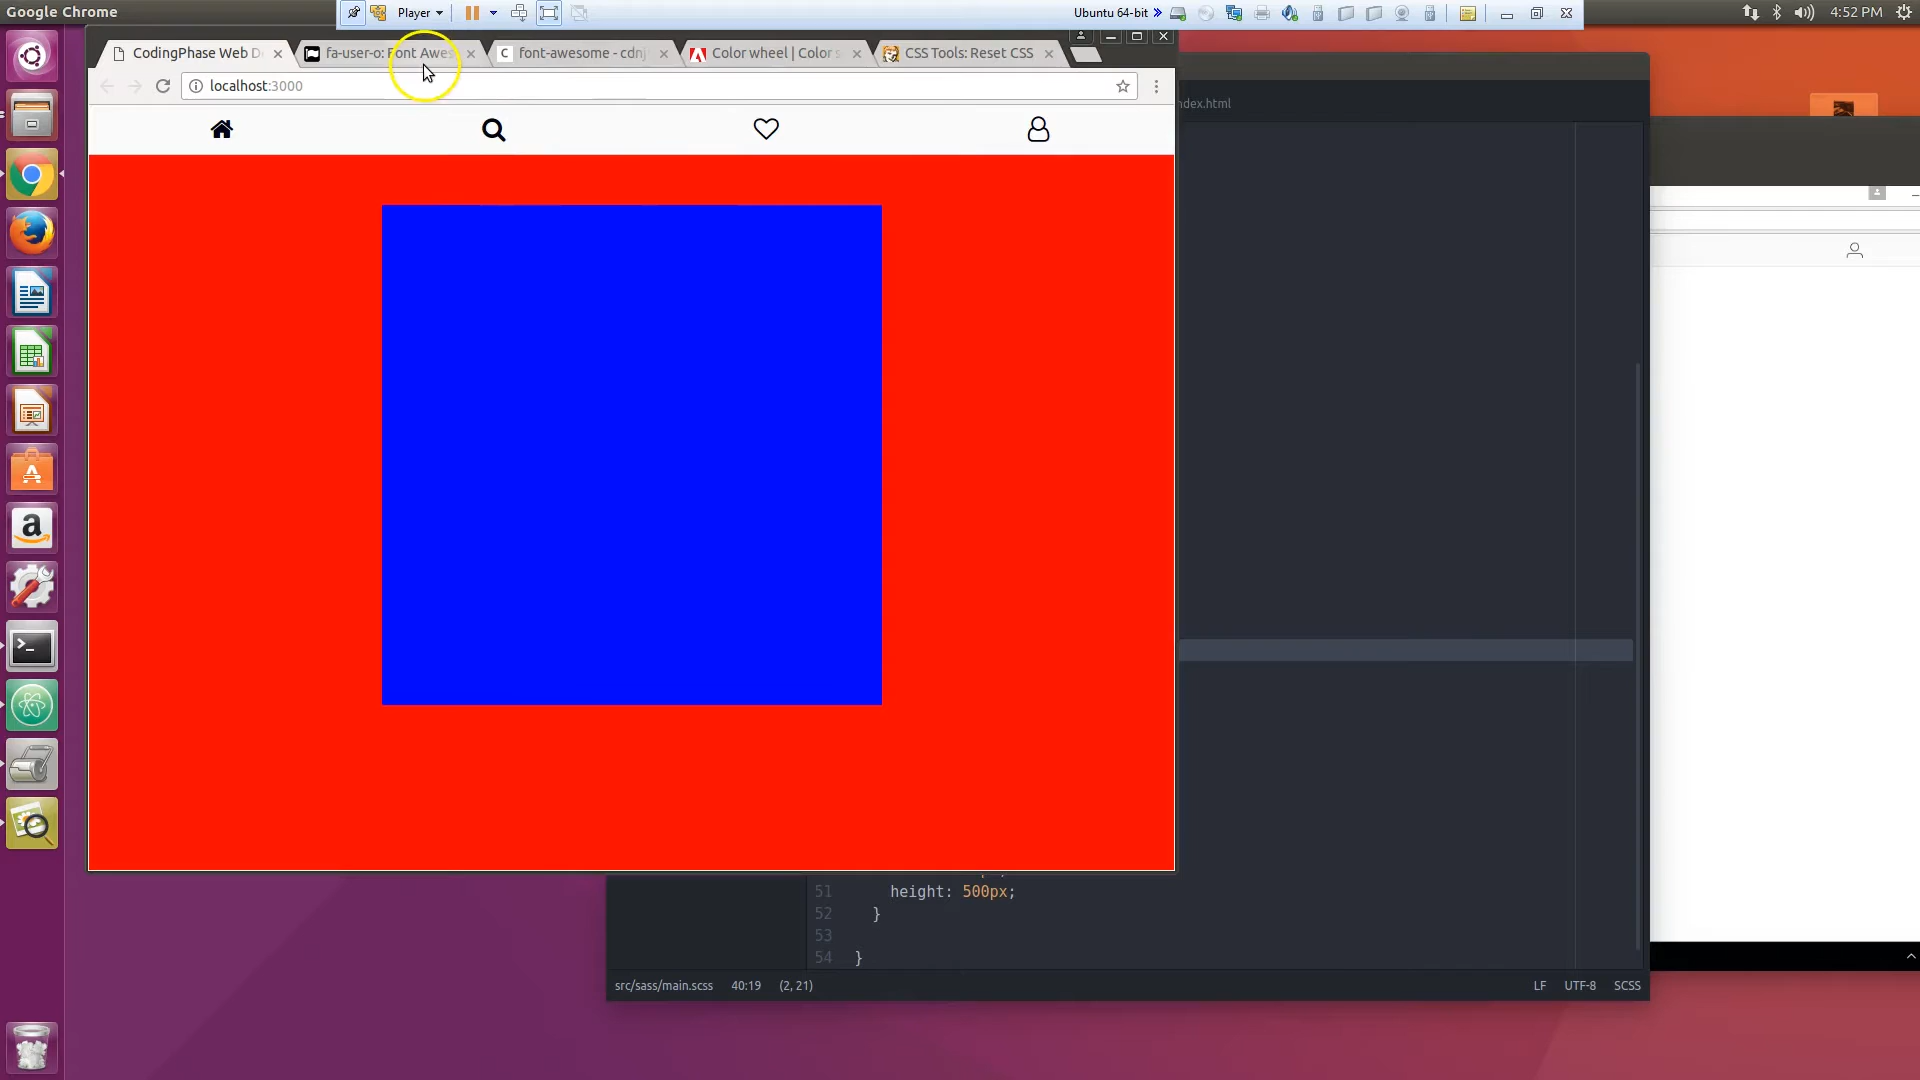 Google Chrome
Player
Ubuntu 64-bit
4:52 PM
CodingPhase Web D
fa-user-o: Font Awes
font-awesome - cdnj
Color wheel | Color s
CSS Tools: Reset CSS
localhost:3000
ndex.html
51 height: 500px;
52 }
53
54 }
src/sass/main.scss 40:19 (2, 21)
LF UTF-8 SCSS